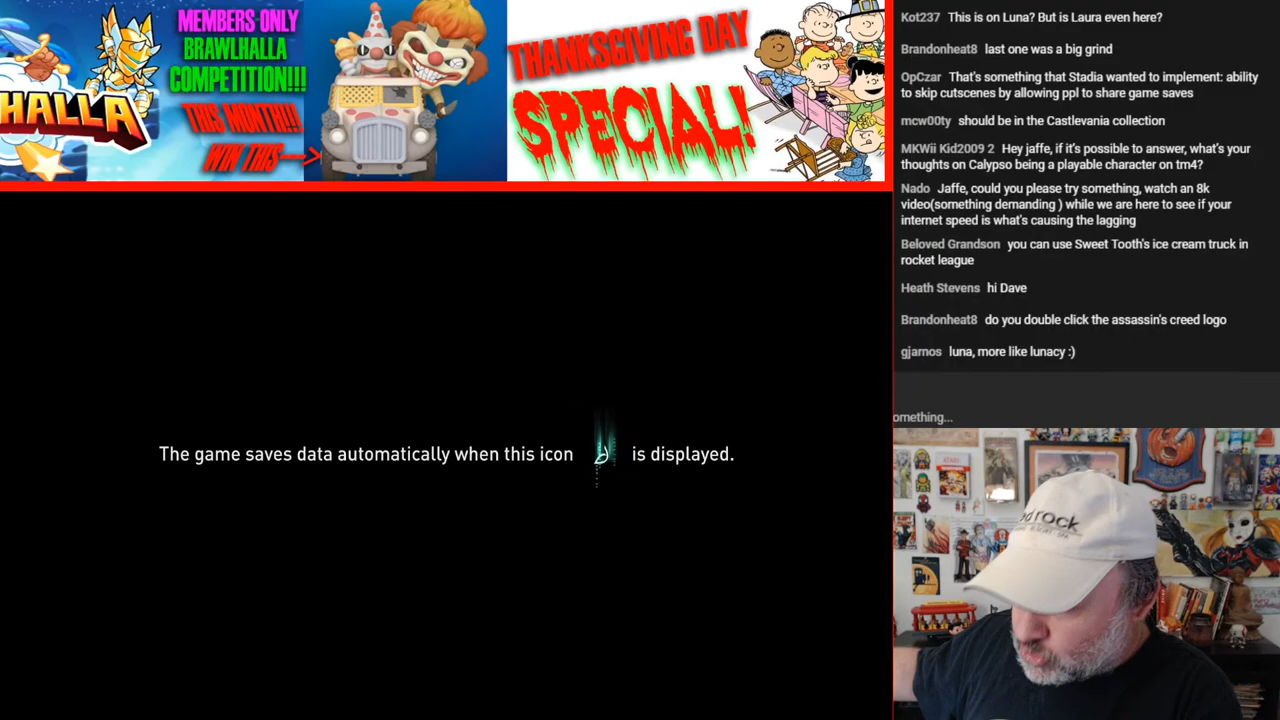 HALLA
MEMBERS ONLY
BRAWLHALLA
COMPETITION!!!
THIS MONTH!!!
WIN THIS
THANKSGIVING DAY
SPECIAL!
The game saves data automatically when this icon is displayed.
Kot237 This is on Luna? But is Laura even here?
Brandonheat8 last one was a big grind
OpCzar That's something that Stadia wanted to implement: ability
to skip cutscenes by allowing ppl to share game saves
mcw00ty should be in the Castlevania collection
MKWii Kid2009 2 Hey jaffe, if it's possible to answer, what's your
thoughts on Calypso being a playable character on tm4?
Nado Jaffe, could you please try something, watch an 8k
video(something demanding ) while we are here to see if your
internet speed is what's causing the lagging
Beloved Grandson you can use Sweet Tooth's ice cream truck in
rocket league
Heath Stevens hi Dave
Brandonheat8 do you double click the assassin's creed logo
gjarnos luna, more like lunacy :)
omething...
ed rock